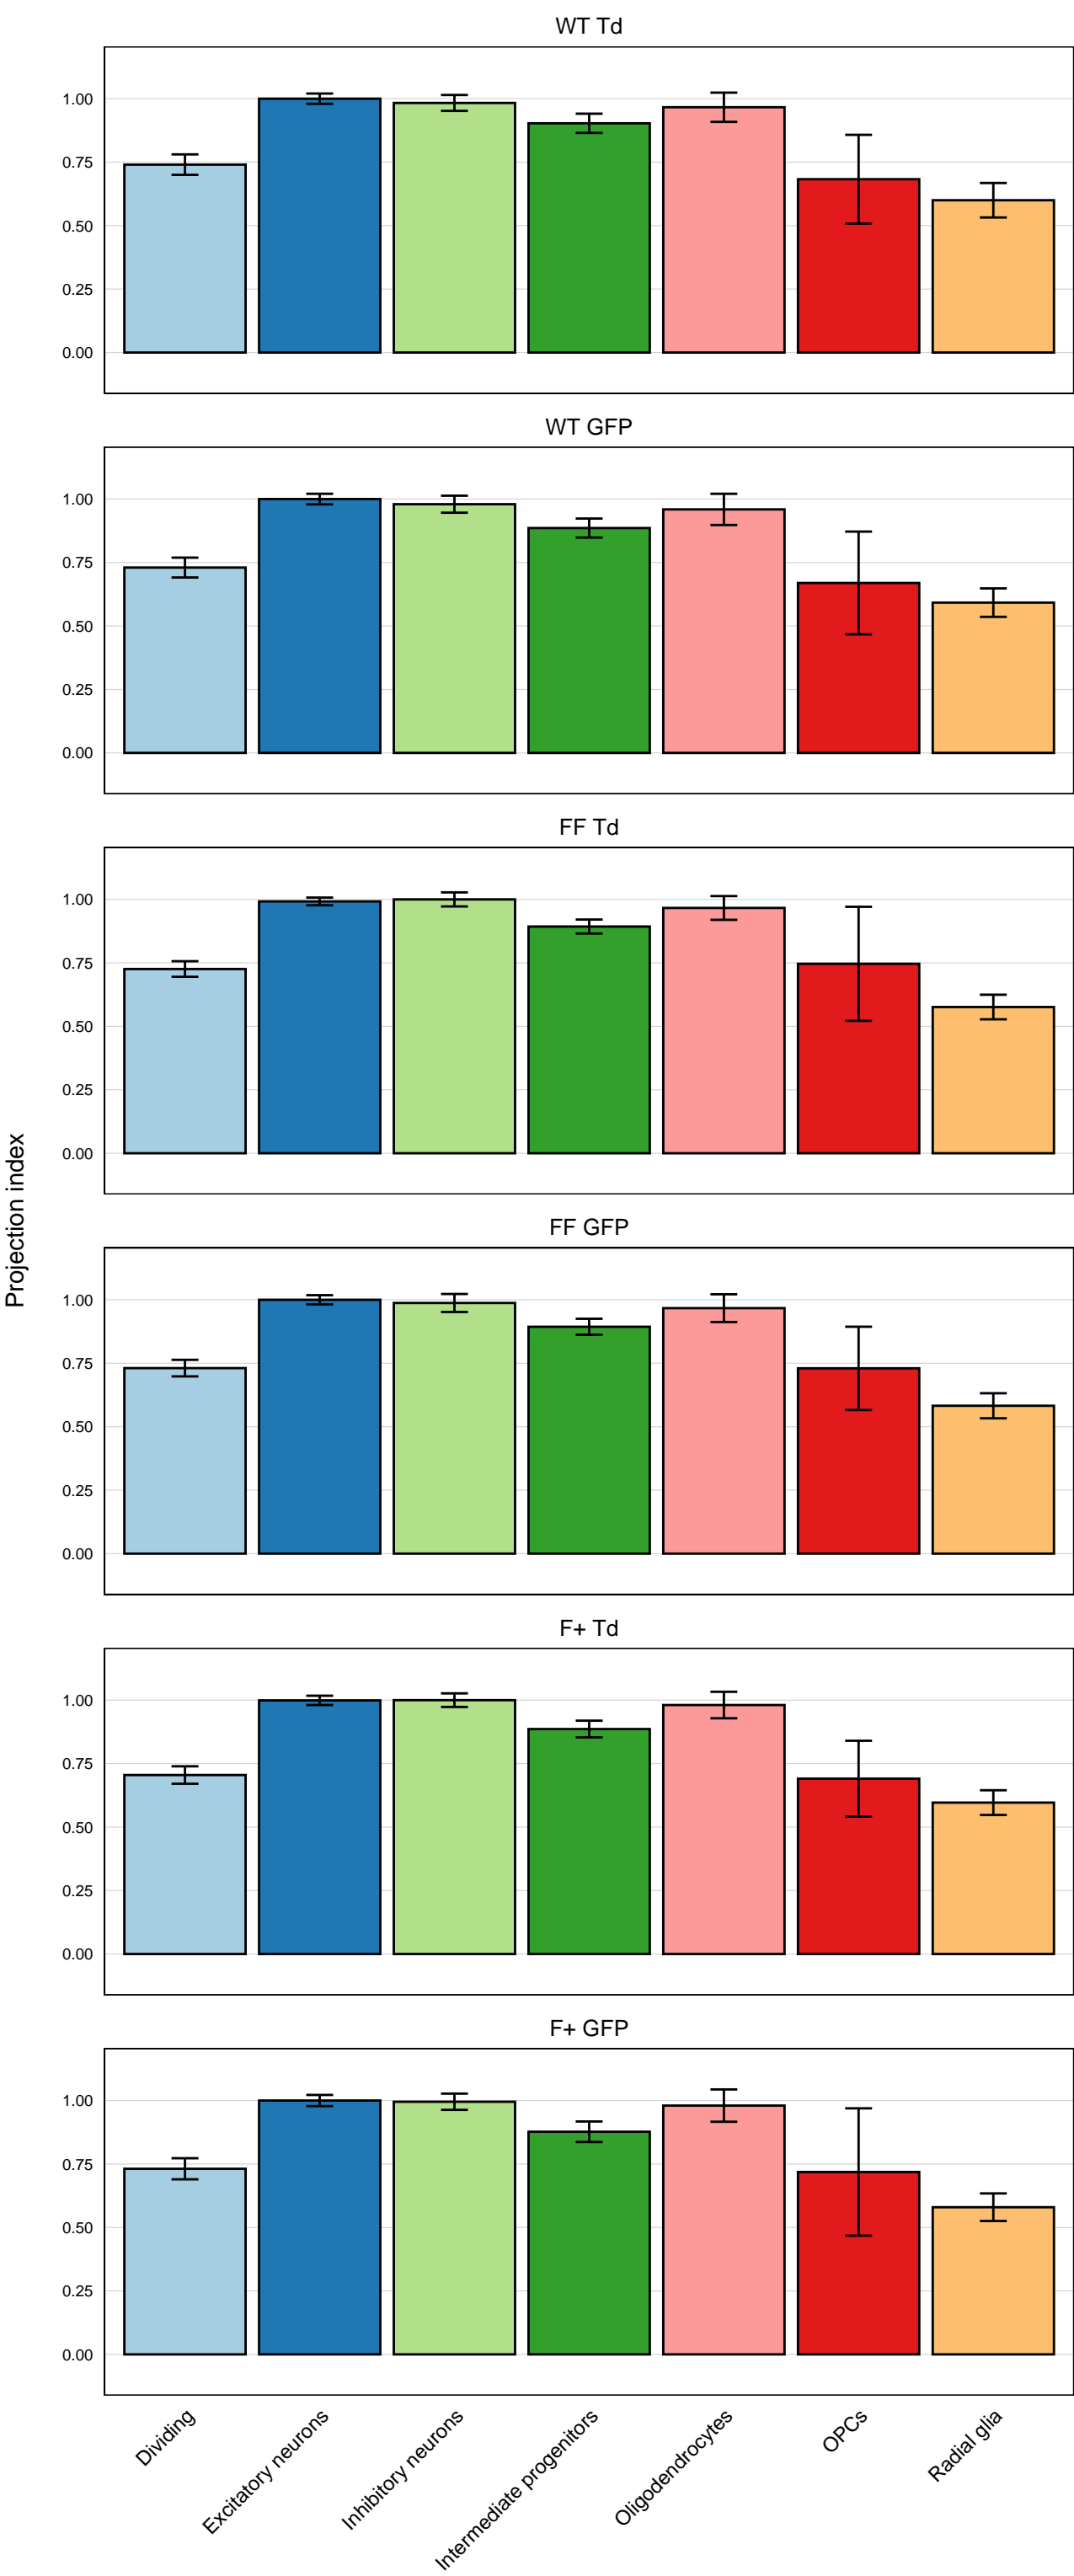 WT Td
1.00
0.75
0.50
0.25
0.00
WT GFP
1.00
0.75
0.50
0.25
0.00
FF Td
1.00
0.75
0.50
0.25
0.00
Projection index
FF GFP
1.00
0.75
0.50
0.25
0.00
F+ Td
1.00
0.75
0.50
0.25
0.00
F+ GFP
1.00
0.75
0.50
0.25
0.00
Dividing
Excitatory neurons
Inhibitory neurons
Intermediate progenitors
Oligodendrocytes
OPCs
Radial glia